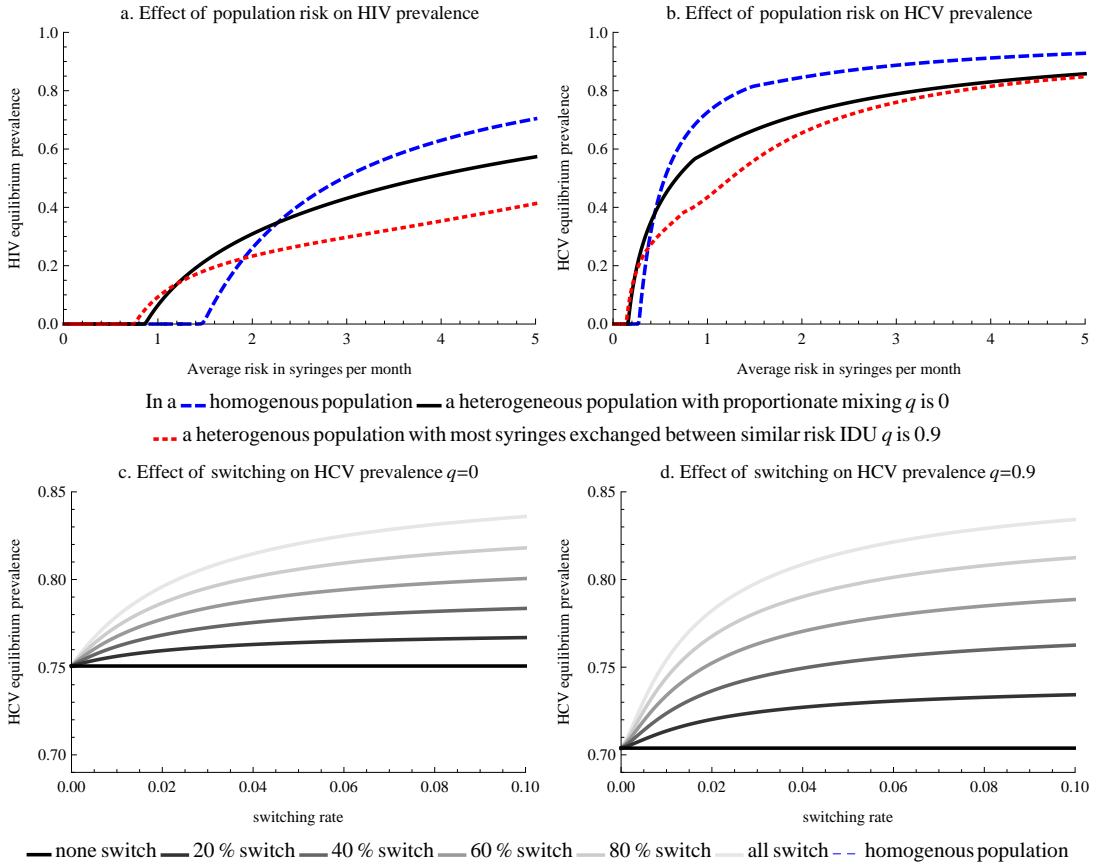 a. Effect of population risk on HIV prevalence
b. Effect of population risk on HCV prevalence
HIV equilibrium prevalence
1.0
0.8
0.6
0.4
0.2
0.0
0 1 2 3 4 5
Average risk in syringes per month
HCV equilibrium prevalence
1.0
0.8
0.6
0.4
0.2
0.0
0 1 2 3 4 5
Average risk in syringes per month
In a homogenous population a heterogeneous population with proportionate mixing q is 0
a heterogenous population with most syringes exchanged between similar risk IDU q is 0.9
c. Effect of switching on HCV prevalence q=0
d. Effect of switching on HCV prevalence q=0.9
HCV equilibrium prevalence
0.85
0.80
0.75
0.70
0.00 0.02 0.04 0.06 0.08 0.10
switching rate
HCV equilibrium prevalence
0.85
0.80
0.75
0.70
0.00 0.02 0.04 0.06 0.08 0.10
switching rate
none switch 20 % switch 40 % switch 60 % switch 80 % switch all switch homogenous population